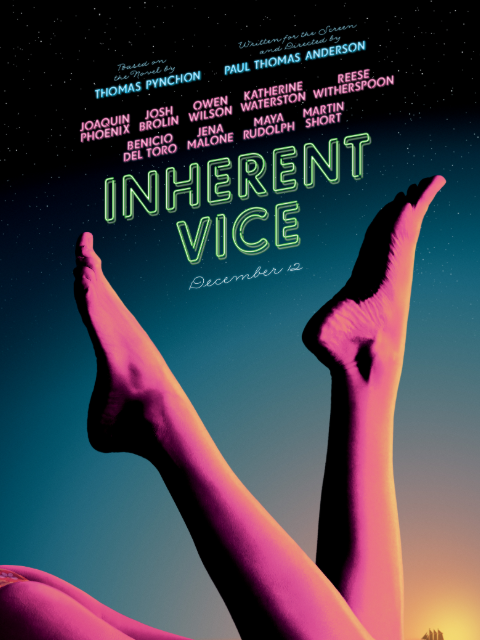 Based on
the Novel by
THOMAS PYNCHON
Written for the Screen
and Directed by
PAUL THOMAS ANDERSON
JOAQUIN
PHOENIX
JOSH
BROLIN
OWEN
WILSON
KATHERINE
WATERSTON
REESE
WITHERSPOON
BENICIO
DEL TORO
JENA
MALONE
MAYA
RUDOLPH
MARTIN
SHORT
INHERENT
VICE
December 12